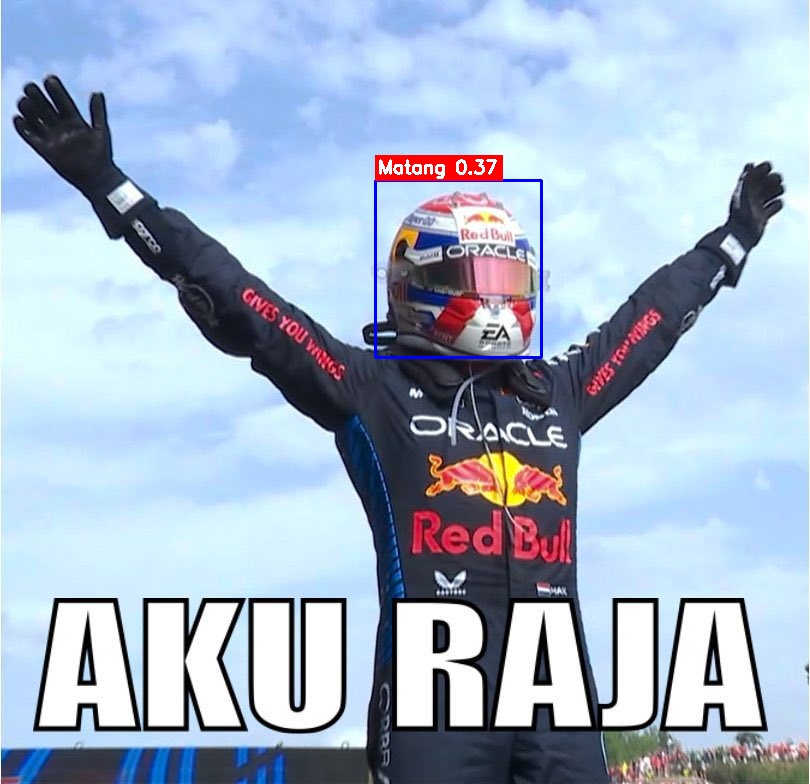 Matang 0.37
Red Bull
ORACLE
EA
SPORTS
GIVES YOU WINGS
GIVES YOU WINGS
ORACLE
Red Bull
CASTORE
MAX
AKU RAJA